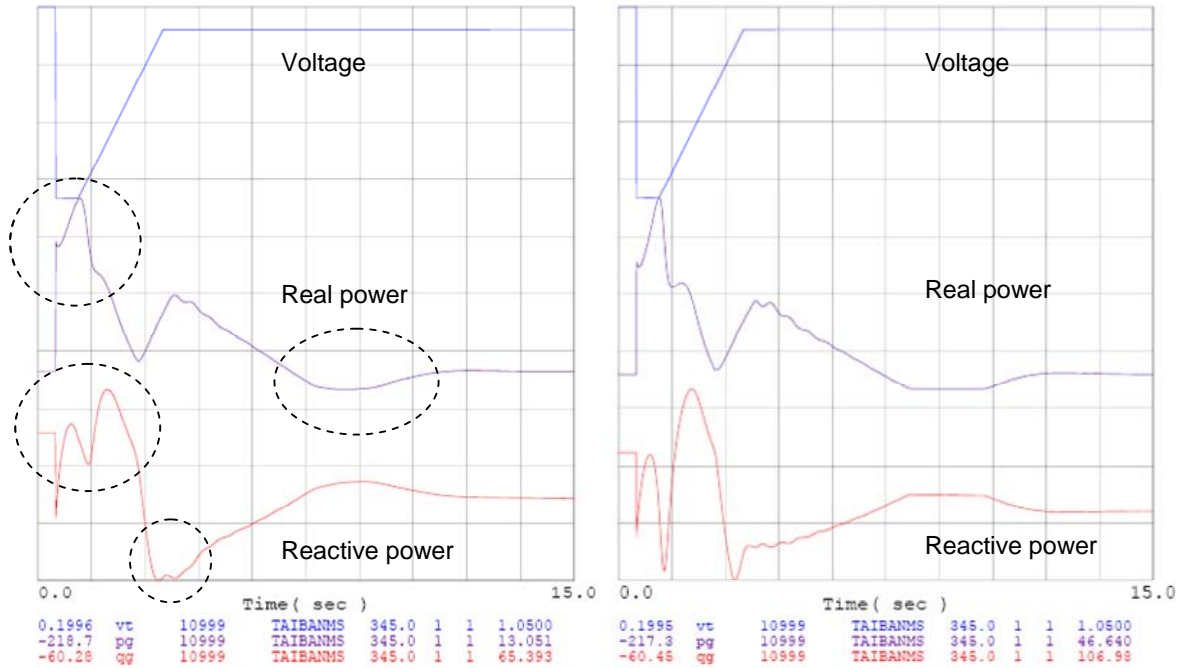 Voltage
Real power
Reactive power
0.0 15.0
Time( sec )
0.1996 vt 10999 TAIBANMS 345.0 1 1 1.0500
-218.7 pg 10999 TAIBANMS 345.0 1 1 13.051
-60.28 qg 10999 TAIBANMS 345.0 1 1 65.393
Voltage
Real power
Reactive power
0.0 15.0
Time( sec )
0.1995 vt 10999 TAIBANMS 345.0 1 1 1.0500
-217.3 pg 10999 TAIBANMS 345.0 1 1 46.640
-60.45 qg 10999 TAIBANMS 345.0 1 1 106.98